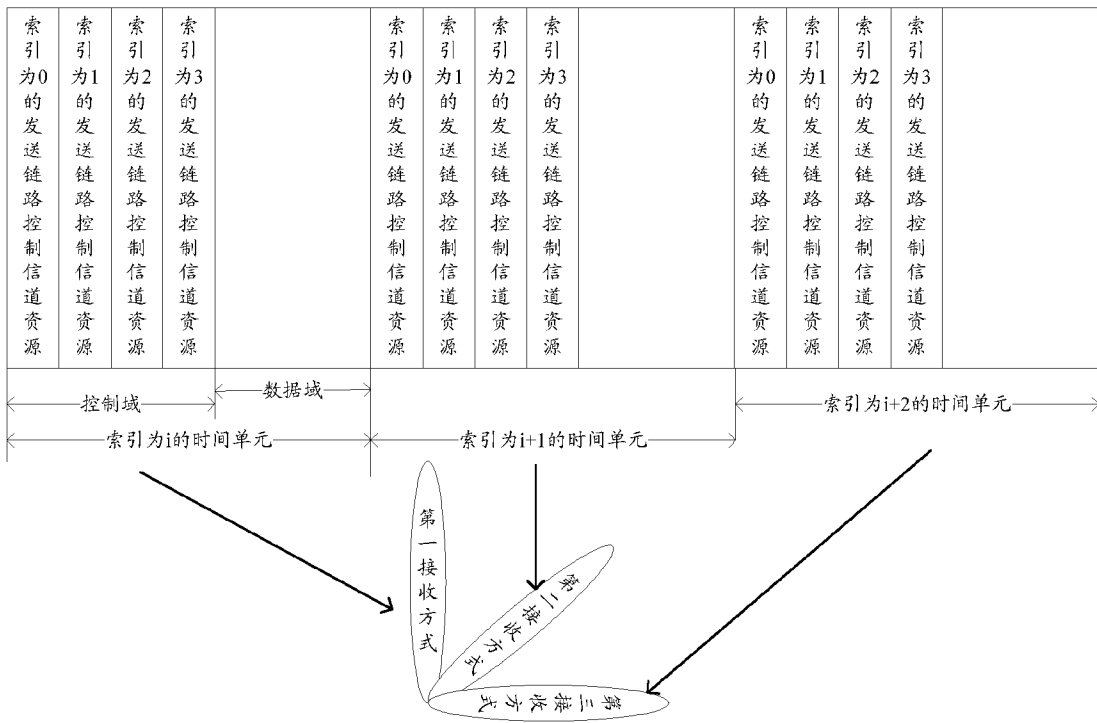 索引为0的发送链路控制信道资源
索引为1的发送链路控制信道资源
索引为2的发送链路控制信道资源
索引为3的发送链路控制信道资源
索引为0的发送链路控制信道资源
索引为1的发送链路控制信道资源
索引为2的发送链路控制信道资源
索引为3的发送链路控制信道资源
索引为0的发送链路控制信道资源
索引为1的发送链路控制信道资源
索引为2的发送链路控制信道资源
索引为3的发送链路控制信道资源
控制域
数据域
索引为i的时间单元
索引为i+1的时间单元
索引为i+2的时间单元
第一接收方式
第二接收方式
第三接收方式